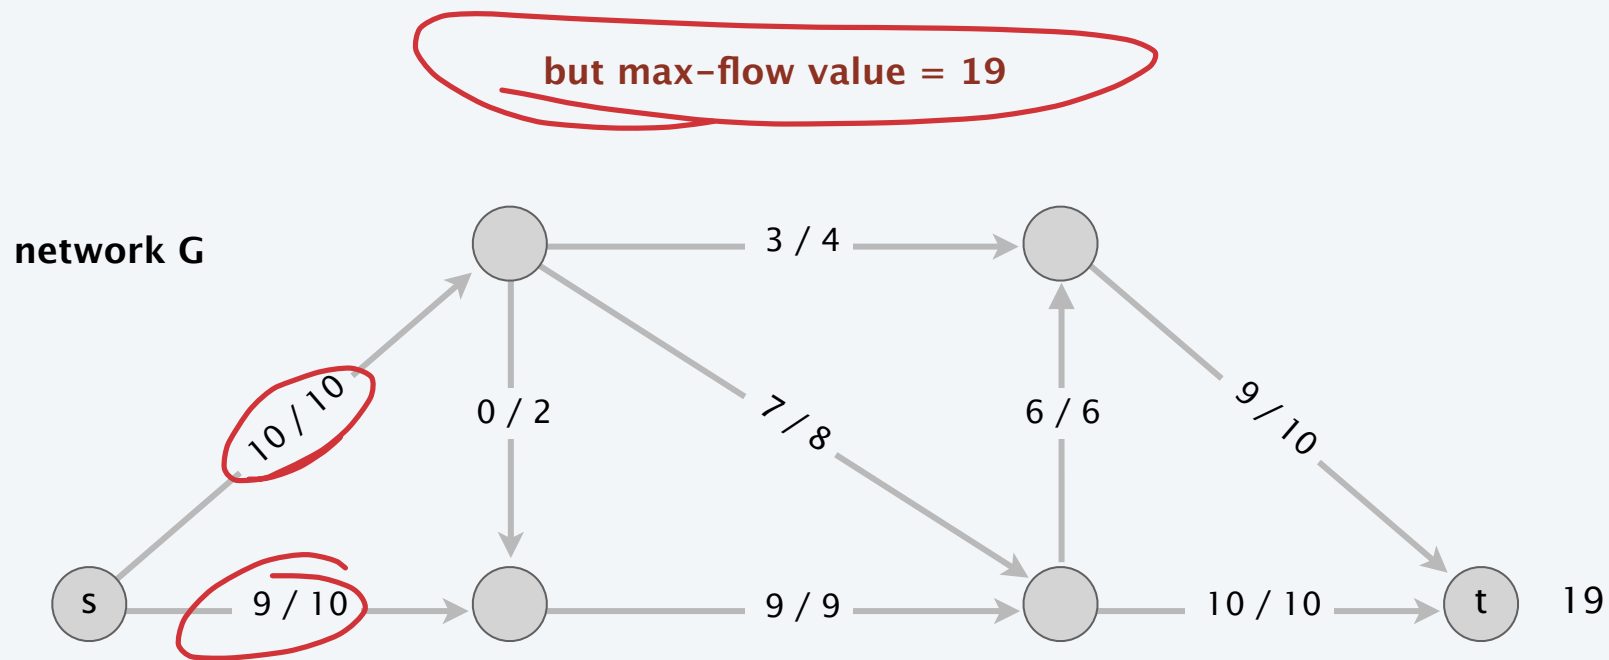 but max-flow value = 19
network G
3 / 4
10 / 10
0 / 2
7 / 8
6 / 6
9 / 10
s
9 / 10
9 / 9
10 / 10
t
19